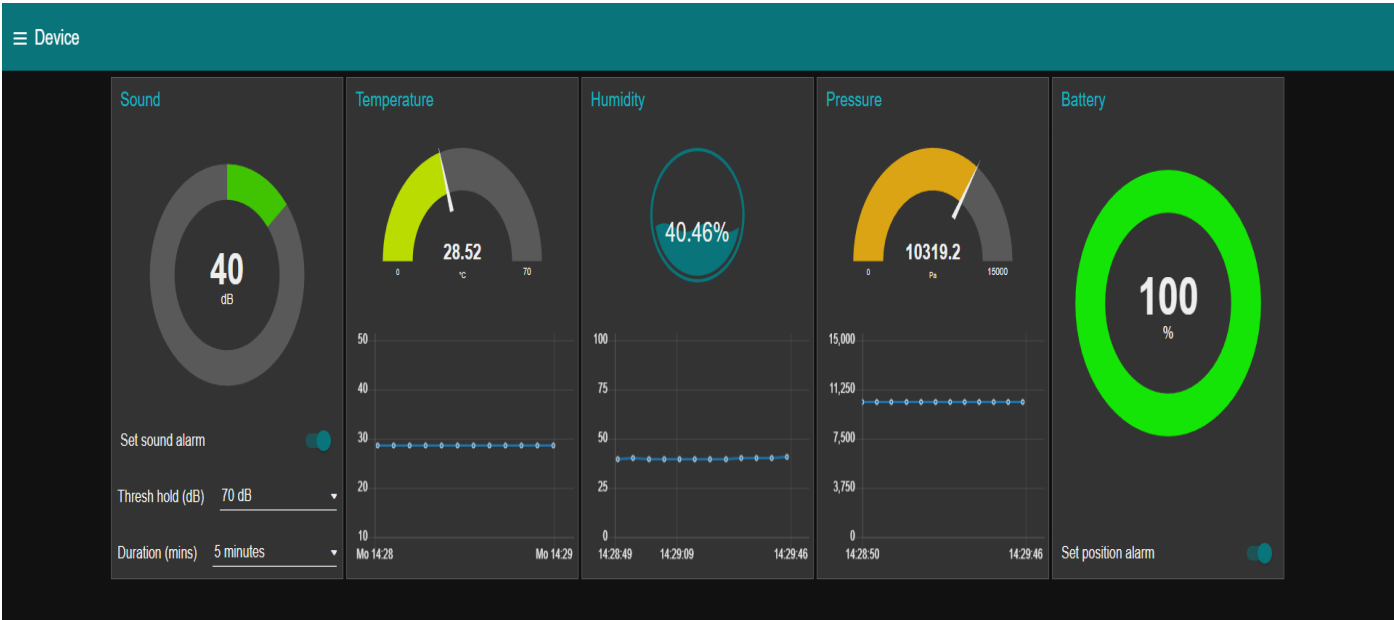 ☰ Device
Sound
40
dB
Set sound alarm
Thresh hold (dB) 70 dB
Duration (mins) 5 minutes
Temperature
28.52
0 °C 70
50
40
30
20
10
Mo 14:28 Mo 14:29
Humidity
40.46%
100
75
50
25
0
14:28:49 14:29:09 14:29:46
Pressure
10319.2
0 Pa 15000
15,000
11,250
7,500
3,750
0
14:28:50 14:29:46
Battery
100
%
Set position alarm